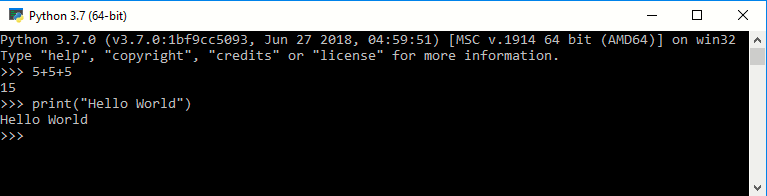 Python 3.7 (64-bit)
Python 3.7.0 (v3.7.0:1bf9cc5093, Jun 27 2018, 04:59:51) [MSC v.1914 64 bit (AMD64)] on win32
Type "help", "copyright", "credits" or "license" for more information.
>>> 5+5+5
15
>>> print("Hello World")
Hello World
>>>